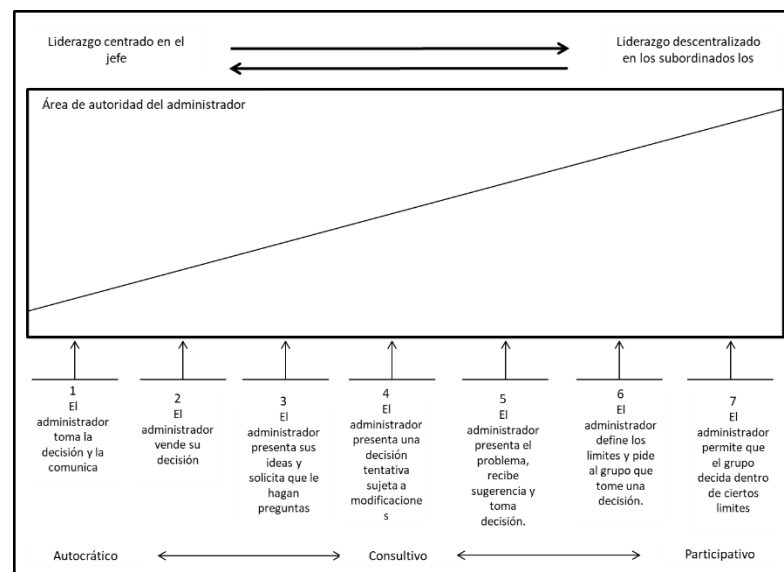 Liderazgo centrado en el
jefe
Liderazgo descentralizado
en los subordinados los
Área de autoridad del administrador
1
El
administrador
toma la
decisión y la
comunica
2
El
administrador
vende su
decisión
3
El
administrador
presenta sus
ideas y
solicita que le
hagan
preguntas
4
El
administrador
presenta una
decisión
tentativa
sujeta a
modificacione
s
5
El
administrador
presenta el
problema,
recibe
sugerencia y
toma
decisión.
6
El
administrador
define los
limites y pide
al grupo que
tome una
decisión.
7
El
administrador
permite que
el grupo
decida dentro
de ciertos
limites
Autocrático
Consultivo
Participativo